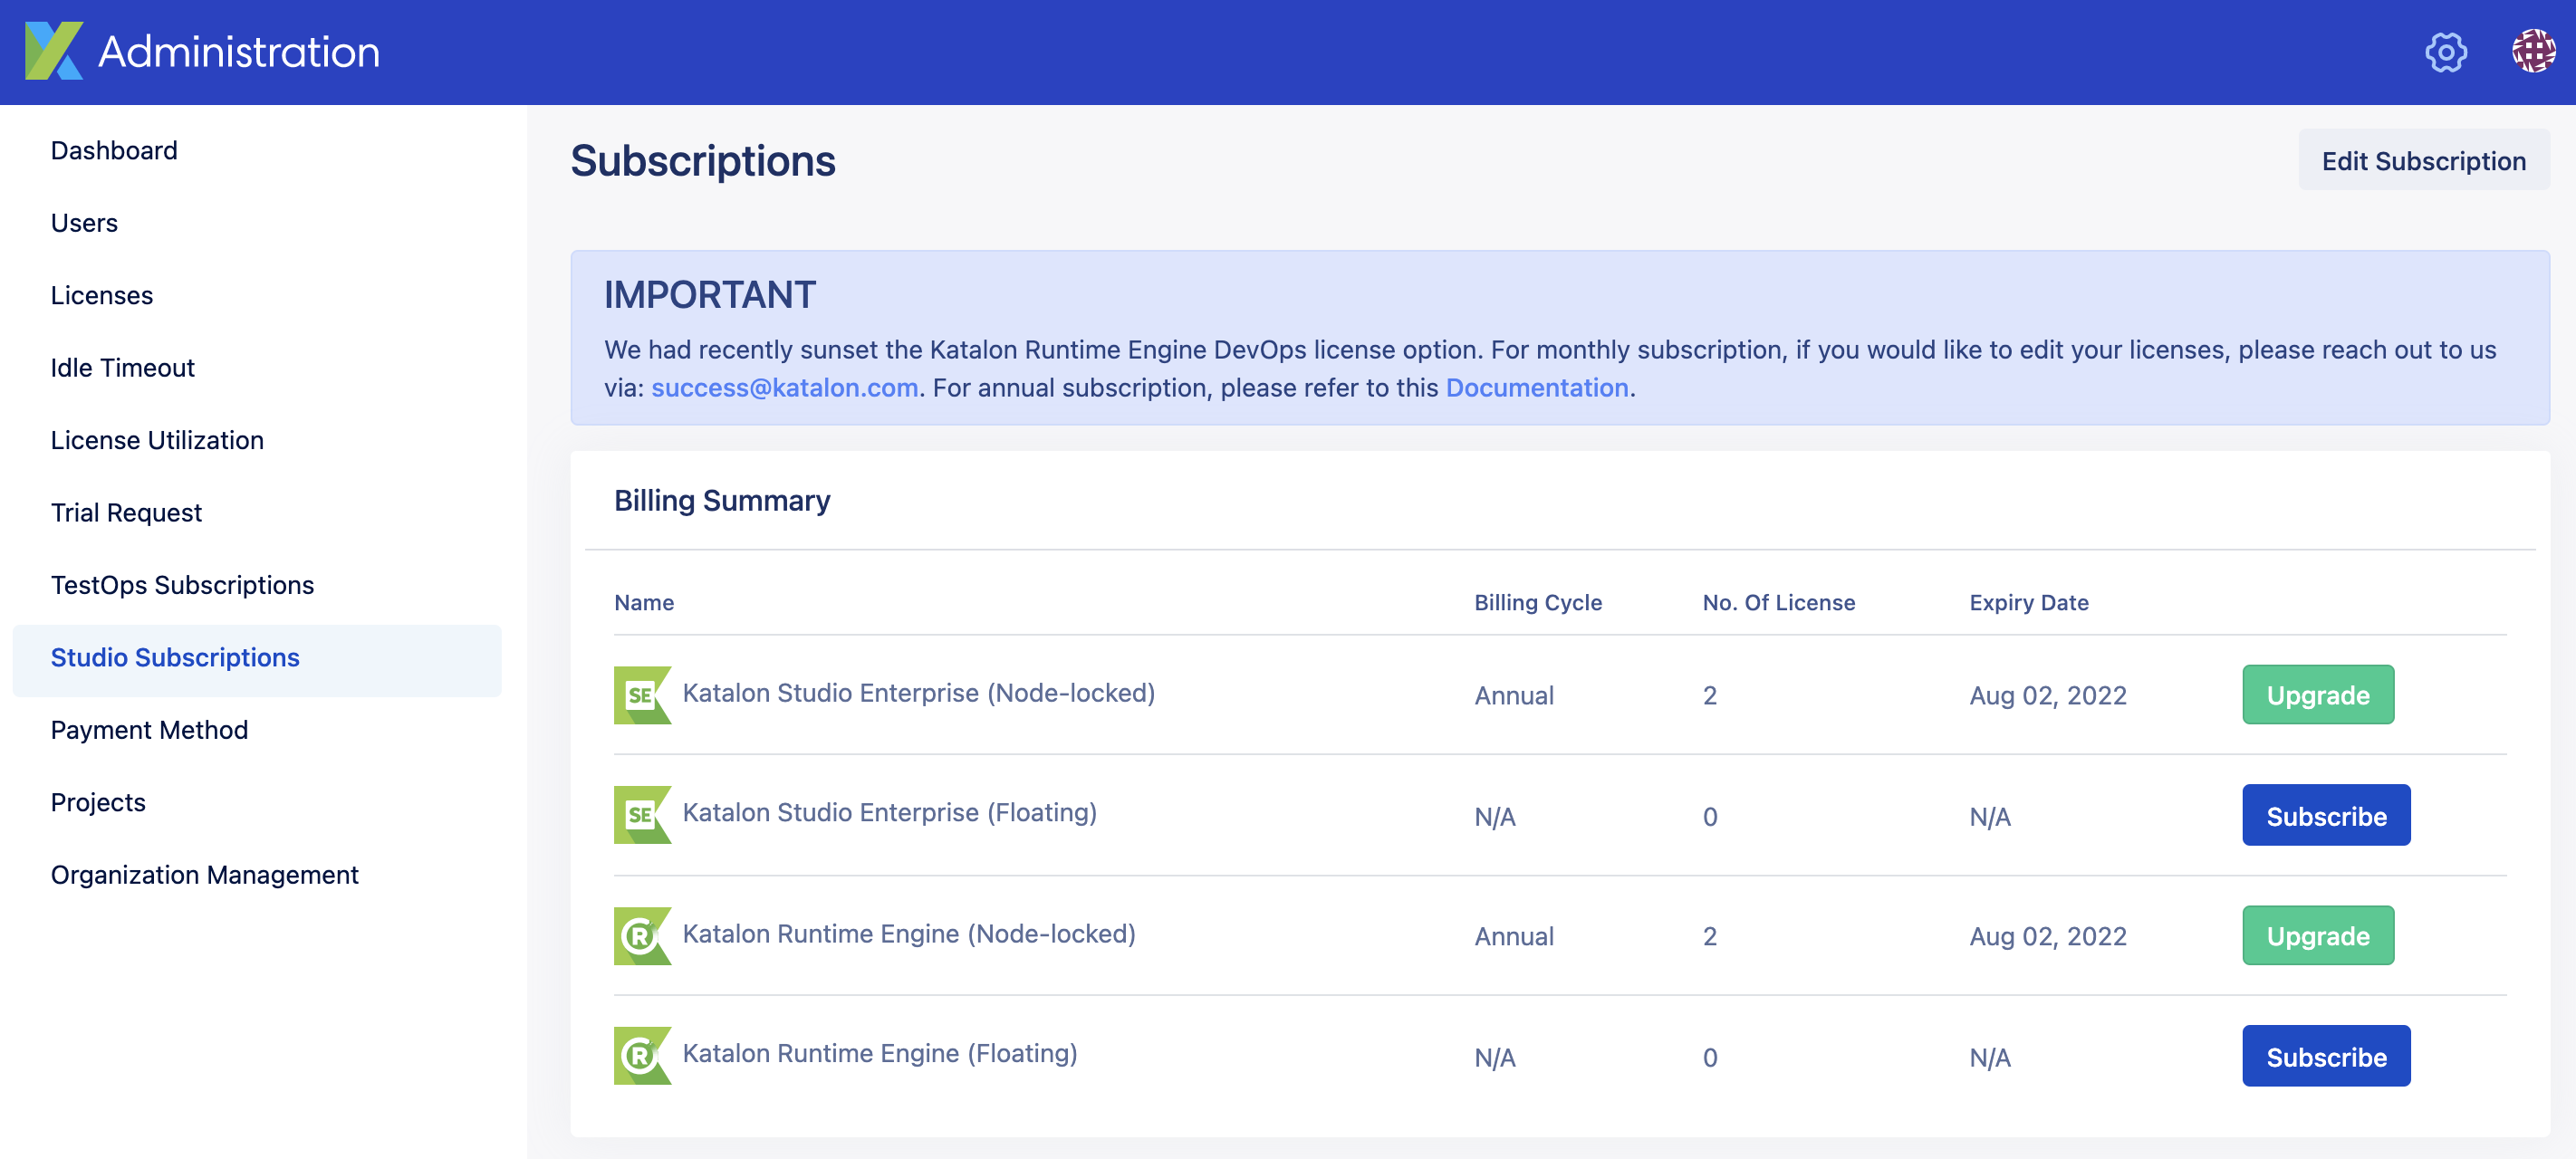 Administration
Dashboard
Users
Licenses
Idle Timeout
License Utilization
Trial Request
TestOps Subscriptions
Studio Subscriptions
Payment Method
Projects
Organization Management
Subscriptions
Edit Subscription
IMPORTANT
We had recently sunset the Katalon Runtime Engine DevOps license option. For monthly subscription, if you would like to edit your licenses, please reach out to us
via: success@katalon.com. For annual subscription, please refer to this Documentation.
Billing Summary
Name Billing Cycle No. Of License Expiry Date
SE Katalon Studio Enterprise (Node-locked) Annual 2 Aug 02, 2022 Upgrade
SE Katalon Studio Enterprise (Floating) N/A 0 N/A Subscribe
R Katalon Runtime Engine (Node-locked) Annual 2 Aug 02, 2022 Upgrade
R Katalon Runtime Engine (Floating) N/A 0 N/A Subscribe